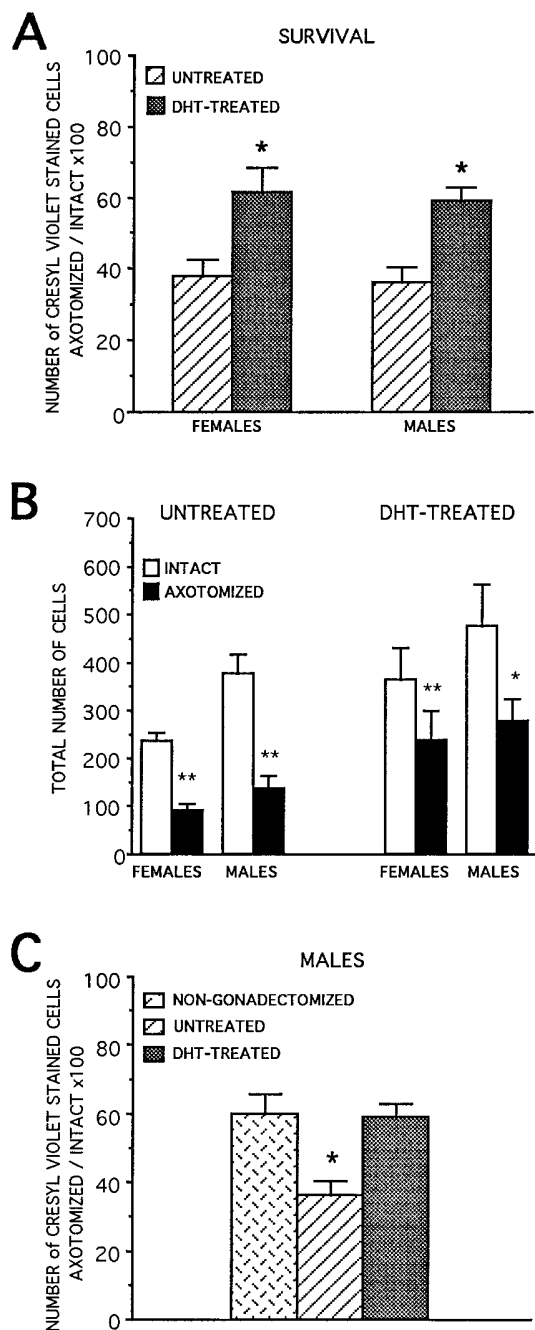 A
SURVIVAL
NUMBER of CRESYL VIOLET STAINED CELLS
AXOTOMIZED / INTACT x100
100
80
60
40
20
0
UNTREATED
DHT-TREATED
*
*
FEMALES
MALES
B
UNTREATED
DHT-TREATED
TOTAL NUMBER OF CELLS
700
600
500
400
300
200
100
0
INTACT
AXOTOMIZED
**
**
**
*
FEMALES
MALES
FEMALES
MALES
C
MALES
NUMBER of CRESYL VIOLET STAINED CELLS
AXOTOMIZED / INTACT x100
100
80
60
40
20
0
NON-GONADECTOMIZED
UNTREATED
DHT-TREATED
*